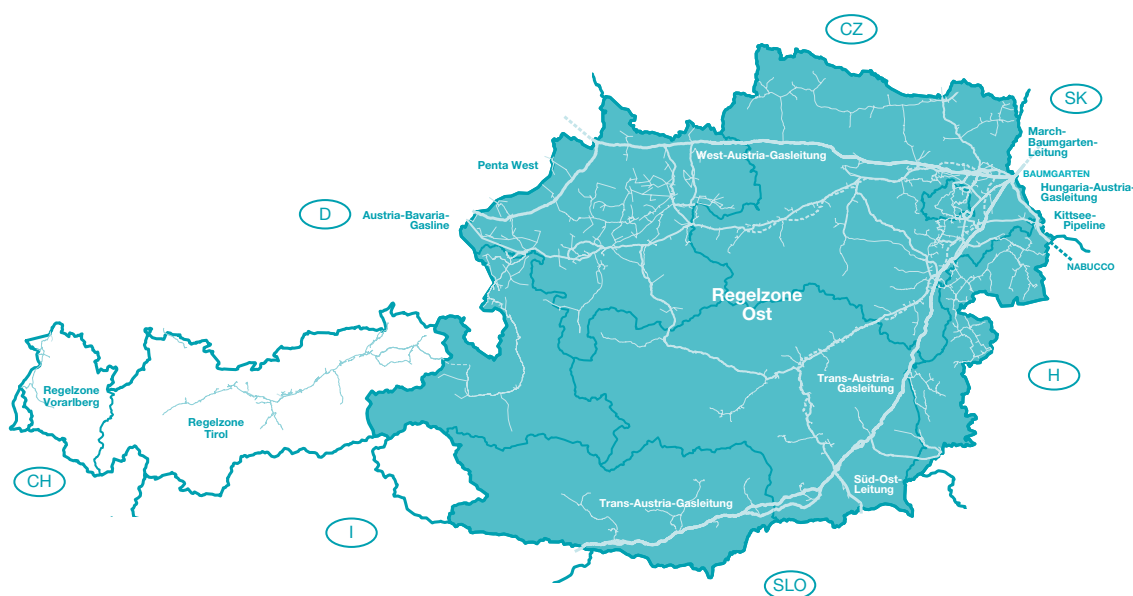 CZ
SK
March-
Baumgarten-
Leitung
West-Austria-Gasleitung
Penta West
BAUMGARTEN
Hungaria-Austria-
Gasleitung
D
Austria-Bavaria-
Gasline
Kittsee-
Pipeline
NABUCCO
Regelzone
Ost
H
Trans-Austria-
Gasleitung
Regelzone
Vorarlberg
Regelzone
Tirol
CH
Süd-Ost-
Leitung
Trans-Austria-Gasleitung
I
SLO